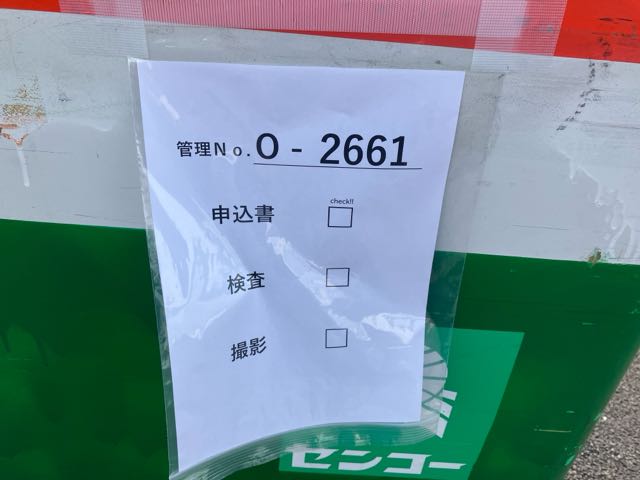 管理No. O - 2661
check!!
申込書 □
検査 □
撮影 □
センコー